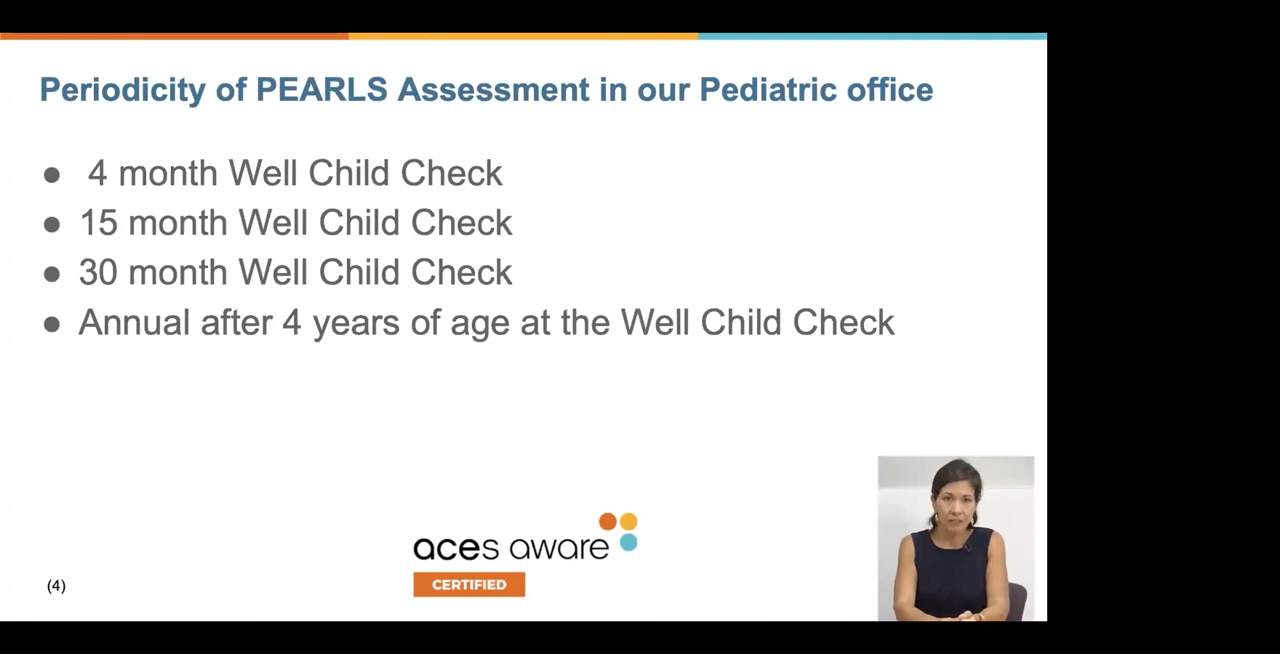 Periodicity of PEARLS Assessment in our Pediatric office
● 4 month Well Child Check
● 15 month Well Child Check
● 30 month Well Child Check
● Annual after 4 years of age at the Well Child Check
aces aware
CERTIFIED
(4)